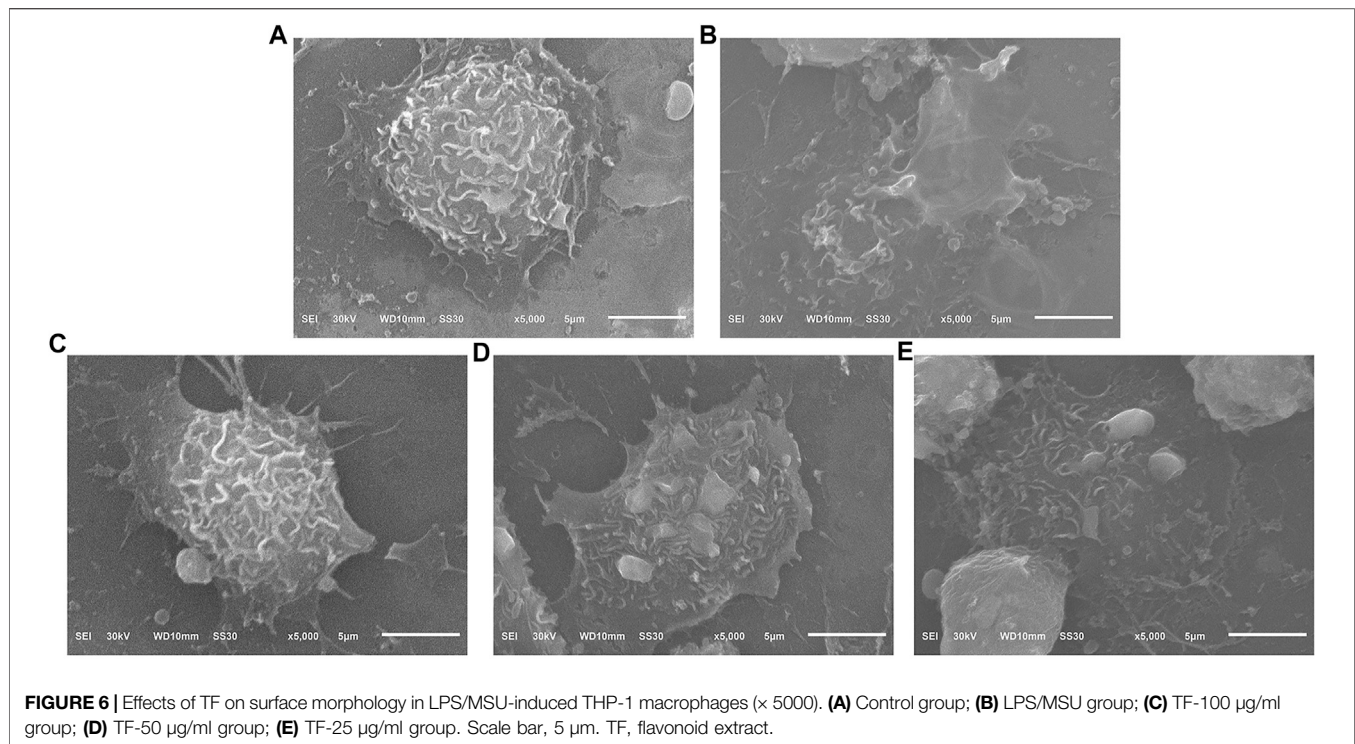 A
B
SEI 30kV WD10mm SS30 x5,000 5μm
SEI 30kV WD10mm SS30 x5,000 5μm
C
D
E
SEI 30kV WD10mm SS30 x5,000 5μm
SEI 30kV WD10mm SS30 x5,000 5μm
SEI 30kV WD10mm SS30 x5,000 5μm
FIGURE 6 | Effects of TF on surface morphology in LPS/MSU-induced THP-1 macrophages (× 5000). (A) Control group; (B) LPS/MSU group; (C) TF-100 μg/ml
group; (D) TF-50 μg/ml group; (E) TF-25 μg/ml group. Scale bar, 5 μm. TF, flavonoid extract.